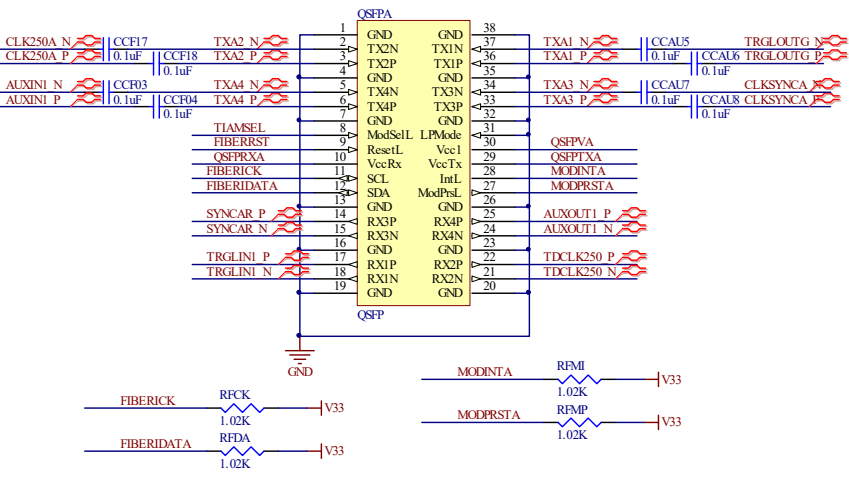 QSFPA
1 GND GND 38
CLK250A_N CCF17 TXA2_N 2 TX2N TX1N 37 TXA1_N CCAU5 TRGLOUTG_N
CLK250A_P 0.1uF CCF18 TXA2_P 3 TX2P TX1P 36 TXA1_P 0.1uF CCAU6 TRGLOUTG_P
0.1uF 4 GND GND 35 0.1uF
AUXIN1_N CCF03 TXA4_N 5 TX4N TX3N 34 TXA3_N CCAU7 CLKSYNCA_N
AUXIN1_P 0.1uF CCF04 TXA4_P 6 TX4P TX3P 33 TXA3_P 0.1uF CCAU8 CLKSYNCA_P
0.1uF 7 GND GND 32 0.1uF
TIAMSEL 8 ModSelL LPMode 31
FIBERRST 9 ResetL Vcc1 30 QSFPVA
QSFPRXA 10 VccRx VccTx 29 QSFPTXA
FIBERICK 11 SCL IntL 28 MODINTA
FIBERIDATA 12 SDA ModPrsL 27 MODPRSTA
13 GND GND 26
SYNCAR_P 14 RX3P RX4P 25 AUXOUT1_P
SYNCAR_N 15 RX3N RX4N 24 AUXOUT1_N
16 GND GND 23
TRGLIN1_P 17 RX1P RX2P 22 TDCLK250_P
TRGLIN1_N 18 RX1N RX2N 21 TDCLK250_N
19 GND GND 20
QSFP
GND
MODINTA RFMI V33
1.02K
FIBERICK RFCK V33
1.02K
MODPRSTA RFMP V33
1.02K
FIBERIDATA RFDA V33
1.02K